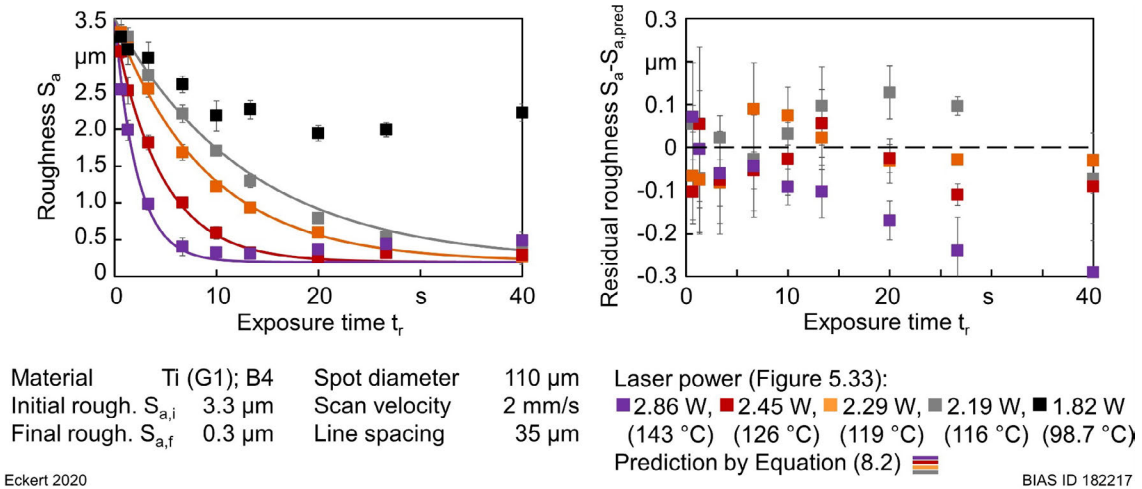 3.5
μm
2.5
2.0
1.5
1.0
0.5
0
Roughness Sₐ
0 10 20 s 40
Exposure time tᵣ
μm
0.1
0
-0.1
-0.2
-0.3
Residual roughness Sₐ-Sₐ,pred
0 10 20 s 40
Exposure time tᵣ
Material Ti (G1); B4 Spot diameter 110 μm
Initial rough. Sₐ,ᵢ 3.3 μm Scan velocity 2 mm/s
Final rough. Sₐ,f 0.3 μm Line spacing 35 μm
Laser power (Figure 5.33):
2.86 W, 2.45 W, 2.29 W, 2.19 W, 1.82 W
(143 °C) (126 °C) (119 °C) (116 °C) (98.7 °C)
Prediction by Equation (8.2)
Eckert 2020
BIAS ID 182217